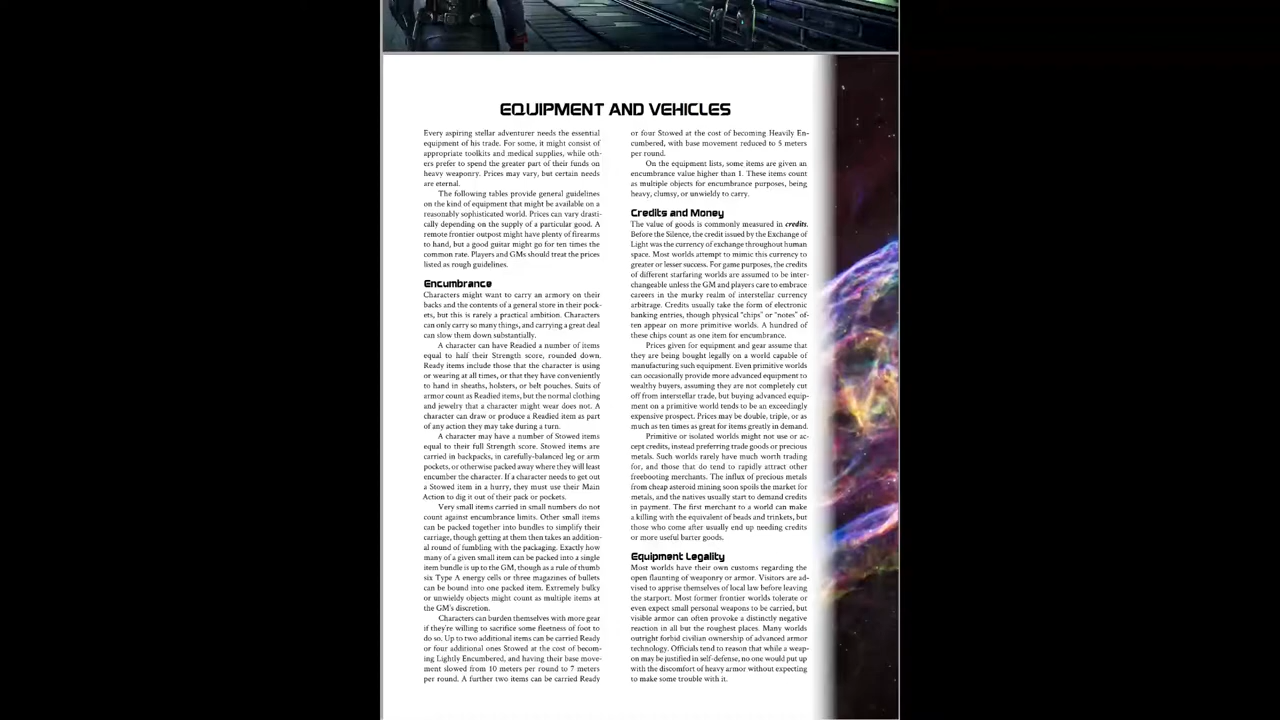 EQUIPMENT AND VEHICLES
Every aspiring stellar adventurer needs the essential
equipment of his trade. For some, it might consist of
appropriate toolkits and medical supplies, while oth-
ers prefer to spend the greater part of their funds on
heavy weaponry. Prices may vary, but certain needs
are eternal.
The following tables provide general guidelines
on the kind of equipment that might be available on a
reasonably sophisticated world. Prices can vary drasti-
cally depending on the supply of a particular good. A
remote frontier outpost might have plenty of firearms
to hand, but a good guitar might go for ten times the
common rate. Players and GMs should treat the prices
listed as rough guidelines.
Encumbrance
Characters might want to carry an armory on their
backs and the contents of a general store in their pock-
ets, but this is rarely a practical ambition. Characters
can only carry so many things, and carrying a great deal
can slow them down substantially.
A character can have Readied a number of items
equal to half their Strength score, rounded down.
Ready items include those that the character is using
or wearing at all times, or that they have conveniently
to hand in sheaths, holsters, or belt pouches. Suits of
armor count as Readied items, but the normal clothing
and jewelry that a character might wear does not. A
character can draw or produce a Readied item as part
of any action they may take during a turn.
A character may have a number of Stowed items
equal to their full Strength score. Stowed items are
carried in backpacks, in carefully-balanced leg or arm
pockets, or otherwise packed away where they will least
encumber the character. If a character needs to get out
a Stowed item in a hurry, they must use their Main
Action to dig it out of their pack or pockets.
Very small items carried in small numbers do not
count against encumbrance limits. Other small items
can be packed together into bundles to simplify their
carriage, though getting at them then takes an addition-
al round of fumbling with the packaging. Exactly how
many of a given small item can be packed into a single
item bundle is up to the GM, though as a rule of thumb
six Type A energy cells or three magazines of bullets
can be bound into one packed item. Extremely bulky
or unwieldy objects might count as multiple items at
the GM's discretion.
Characters can burden themselves with more gear
if they're willing to sacrifice some fleetness of foot to
do so. Up to two additional items can be carried Ready
or four additional ones Stowed at the cost of becom-
ing Lightly Encumbered, and having their base move-
ment slowed from 10 meters per round to 7 meters
per round. A further two items can be carried Ready
or four Stowed at the cost of becoming Heavily En-
cumbered, with base movement reduced to 5 meters
per round.
On the equipment lists, some items are given an
encumbrance value higher than 1. These items count
as multiple objects for encumbrance purposes, being
heavy, clumsy, or unwieldy to carry.
Credits and Money
The value of goods is commonly measured in credits.
Before the Silence, the credit issued by the Exchange of
Light was the currency of exchange throughout human
space. Most worlds attempt to mimic this currency to
greater or lesser success. For game purposes, the credits
of different starfaring worlds are assumed to be inter-
changeable unless the GM and players care to embrace
careers in the murky realm of interstellar currency
arbitrage. Credits usually take the form of electronic
banking entries, though physical "chips" or "notes" of-
ten appear on more primitive worlds. A hundred of
these chips count as one item for encumbrance.
Prices given for equipment and gear assume that
they are being bought legally on a world capable of
manufacturing such equipment. Even primitive worlds
can occasionally provide more advanced equipment to
wealthy buyers, assuming they are not completely cut
off from interstellar trade, but buying advanced equip-
ment on a primitive world tends to be an exceedingly
expensive prospect. Prices may be double, triple, or as
much as ten times as great for items greatly in demand.
Primitive or isolated worlds might not use or ac-
cept credits, instead preferring trade goods or precious
metals. Such worlds rarely have much worth trading
for, and those that do tend to rapidly attract other
freebooting merchants. The influx of precious metals
from cheap asteroid mining soon spoils the market for
metals, and the natives usually start to demand credits
in payment. The first merchant to a world can make
a killing with the equivalent of beads and trinkets, but
those who come after usually end up needing credits
or more useful barter goods.
Equipment Legality
Most worlds have their own customs regarding the
open flaunting of weaponry or armor. Visitors are ad-
vised to apprise themselves of local law before leaving
the starport. Most former frontier worlds tolerate or
even expect small personal weapons to be carried, but
visible armor can often provoke a distinctly negative
reaction in all but the roughest places. Many worlds
outright forbid civilian ownership of advanced armor
technology. Officials tend to reason that while a weap-
on may be justified in self-defense, no one would put up
with the discomfort of heavy armor without expecting
to make some trouble with it.